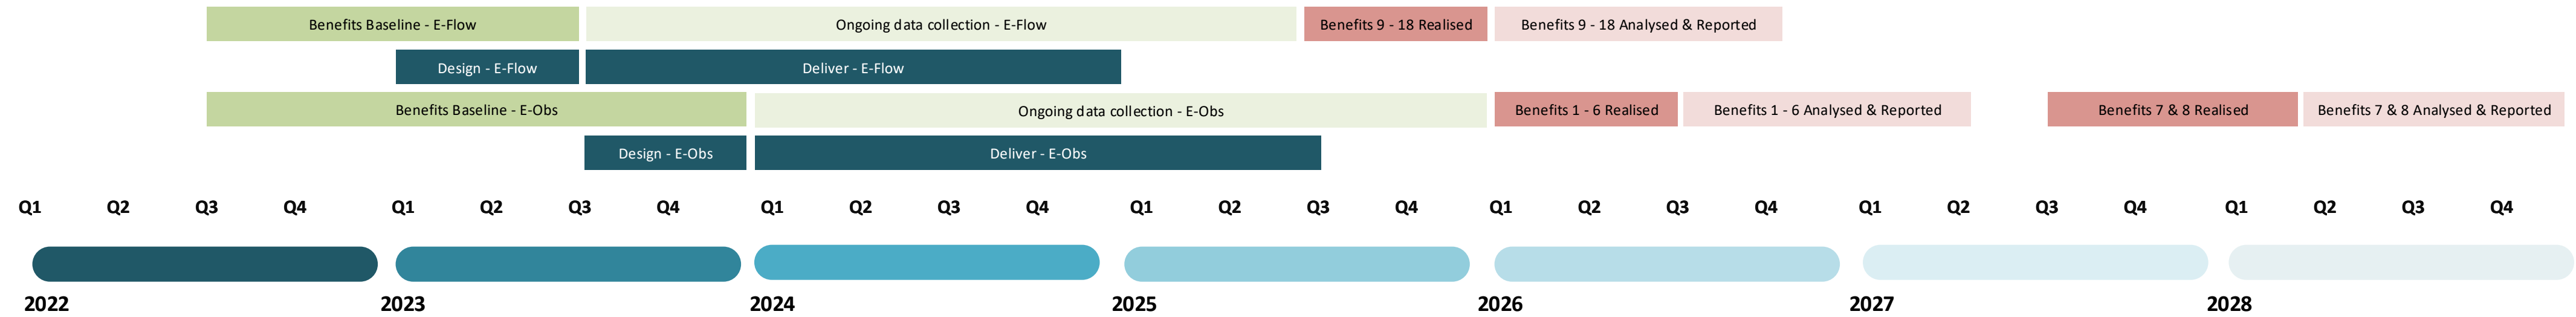 Benefits Baseline - E-Flow Ongoing data collection - E-Flow Benefits 9 - 18 Realised Benefits 9 - 18 Analysed & Reported
Design - E-Flow Deliver - E-Flow
Benefits Baseline - E-Obs Ongoing data collection - E-Obs Benefits 1 - 6 Realised Benefits 1 - 6 Analysed & Reported Benefits 7 & 8 Realised Benefits 7 & 8 Analysed & Reported
Design - E-Obs Deliver - E-Obs
Q1 Q2 Q3 Q4 Q1 Q2 Q3 Q4 Q1 Q2 Q3 Q4 Q1 Q2 Q3 Q4 Q1 Q2 Q3 Q4 Q1 Q2 Q3 Q4 Q1 Q2 Q3 Q4
2022 2023 2024 2025 2026 2027 2028